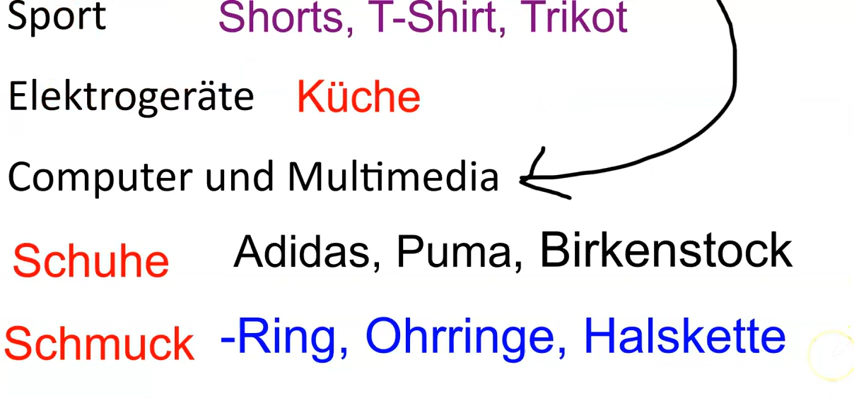 Sport Shorts, T-Shirt, Trikot
Elektrogeräte Küche
Computer und Multimedia
Schuhe Adidas, Puma, Birkenstock
Schmuck -Ring, Ohrringe, Halskette